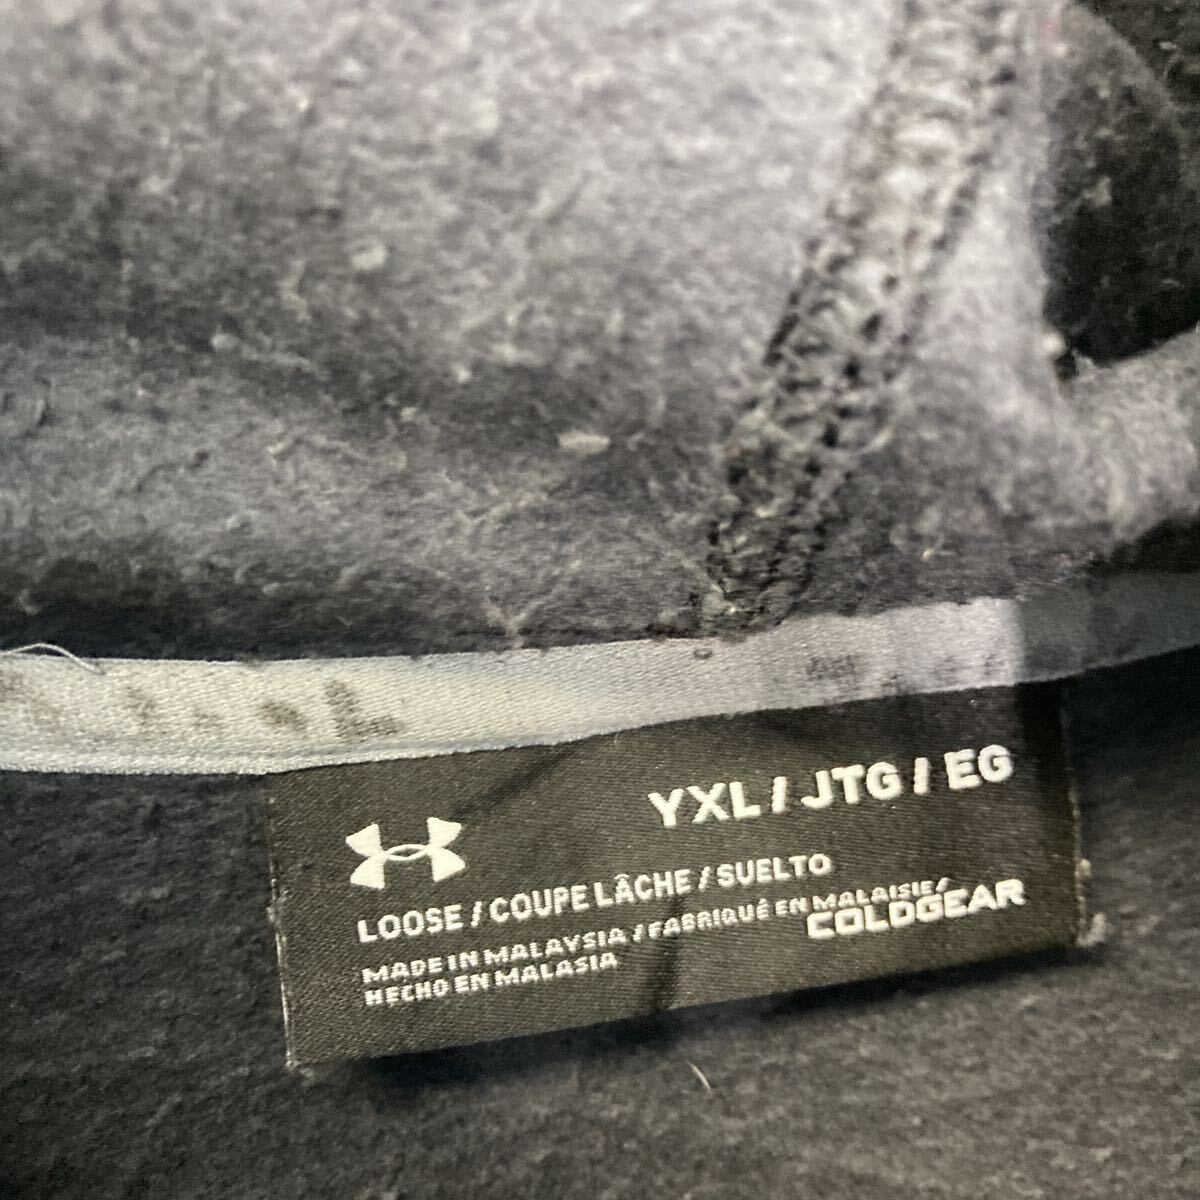 YXL / JTG / EG
LOOSE / COUPE LÂCHE / SUELTO
MADE IN MALAYSIA / FABRIQUÉ EN MALAISIE /
HECHO EN MALASIA
COLDGEAR